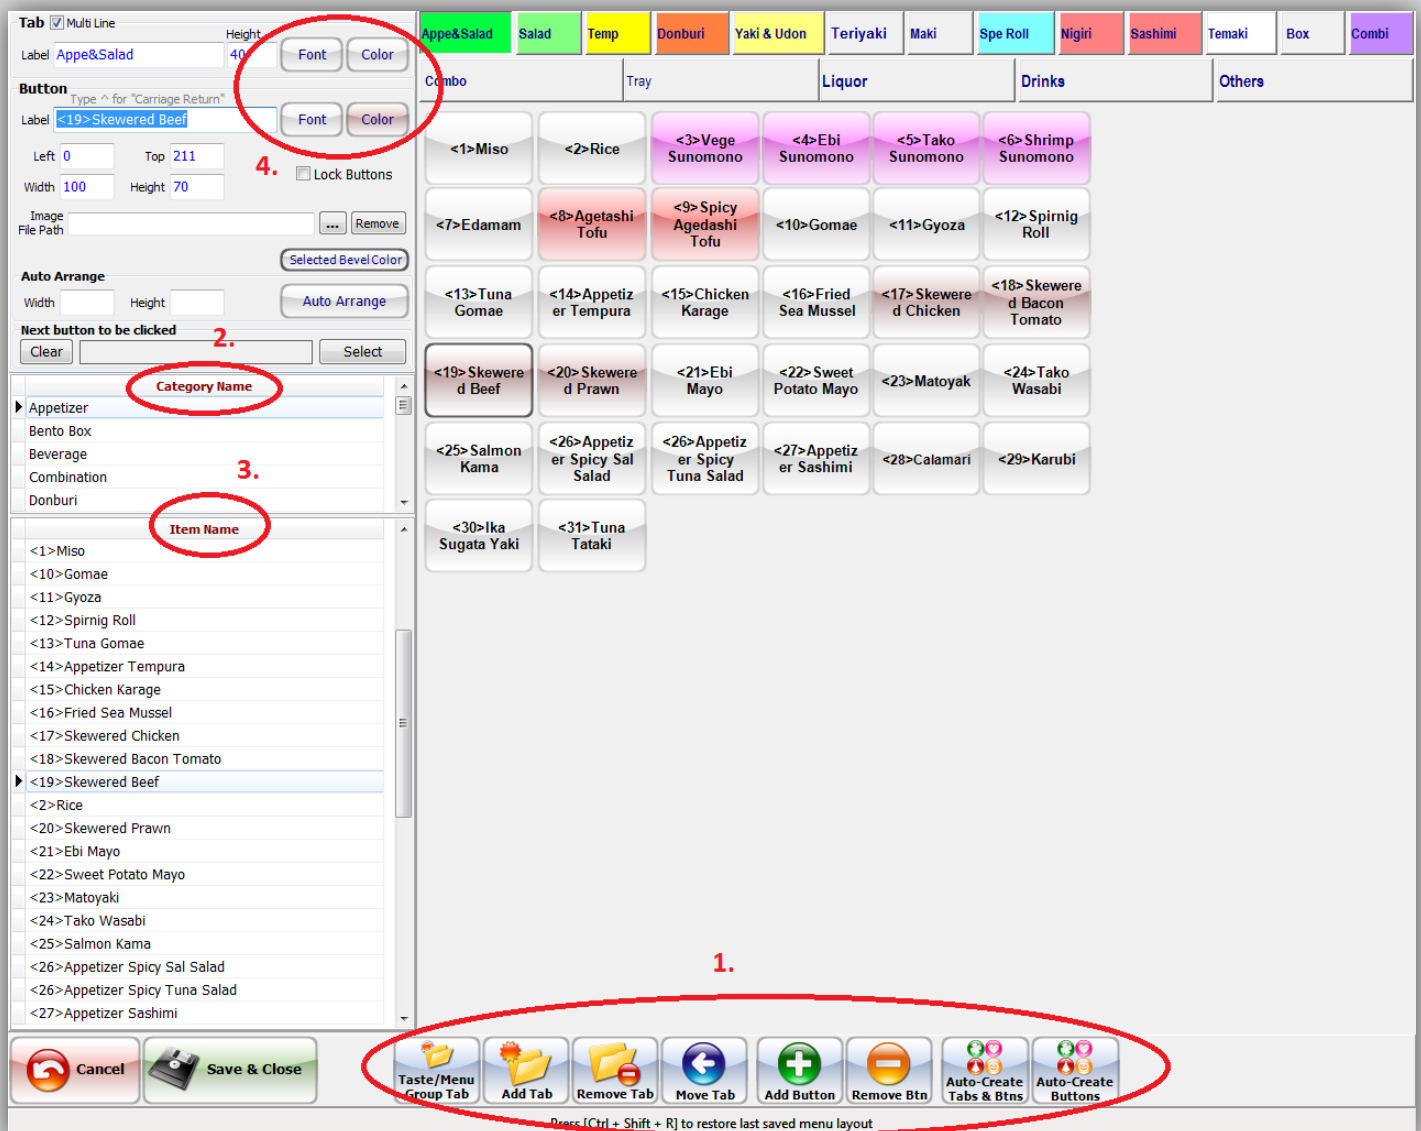 Tab Multi Line
Height
Label Appe&Salad 40 Font Color
Button
Type ^ for "Carriage Return"
Label <19>Skewered Beef Font Color
4.
Left 0 Top 211
Lock Buttons
Width 100 Height 70
Image
File Path ... Remove
Selected Bevel Color
Auto Arrange
Width Height Auto Arrange
Next button to be clicked
2.
Clear Select
Category Name
Appetizer
Bento Box
Beverage
3.
Combination
Donburi
Item Name
<1>Miso
<10>Gomae
<11>Gyoza
<12>Spirnig Roll
<13>Tuna Gomae
<14>Appetizer Tempura
<15>Chicken Karage
<16>Fried Sea Mussel
<17>Skewered Chicken
<18>Skewered Bacon Tomato
<19>Skewered Beef
<2>Rice
<20>Skewered Prawn
<21>Ebi Mayo
<22>Sweet Potato Mayo
<23>Matoyaki
<24>Tako Wasabi
<25>Salmon Kama
<26>Appetizer Spicy Sal Salad
<26>Appetizer Spicy Tuna Salad
<27>Appetizer Sashimi
Appe&Salad Salad Temp Donburi Yaki & Udon Teriyaki Maki Spe Roll Nigiri Sashimi Temaki Box Combi
Combo Tray Liquor Drinks Others
<1>Miso
<2>Rice
<3>Vege
Sunomono
<4>Ebi
Sunomono
<5>Tako
Sunomono
<6>Shrimp
Sunomono
<7>Edamam
<8>Agetashi
Tofu
<9>Spicy
Agedashi
Tofu
<10>Gomae
<11>Gyoza
<12>Spirnig
Roll
<13>Tuna
Gomae
<14>Appetiz
er Tempura
<15>Chicken
Karage
<16>Fried
Sea Mussel
<17>Skewere
d Chicken
<18>Skewere
d Bacon
Tomato
<19>Skewere
d Beef
<20>Skewere
d Prawn
<21>Ebi
Mayo
<22>Sweet
Potato Mayo
<23>Matoyak
<24>Tako
Wasabi
<25>Salmon
Kama
<26>Appetiz
er Spicy Sal
Salad
<26>Appetiz
er Spicy
Tuna Salad
<27>Appetiz
er Sashimi
<28>Calamari
<29>Karubi
<30>Ika
Sugata Yaki
<31>Tuna
Tataki
1.
Cancel
Save & Close
Taste/Menu
Group Tab
Add Tab
Remove Tab
Move Tab
Add Button
Remove Btn
Auto-Create
Tabs & Btns
Auto-Create
Buttons
Press [Ctrl + Shift + R] to restore last saved menu layout